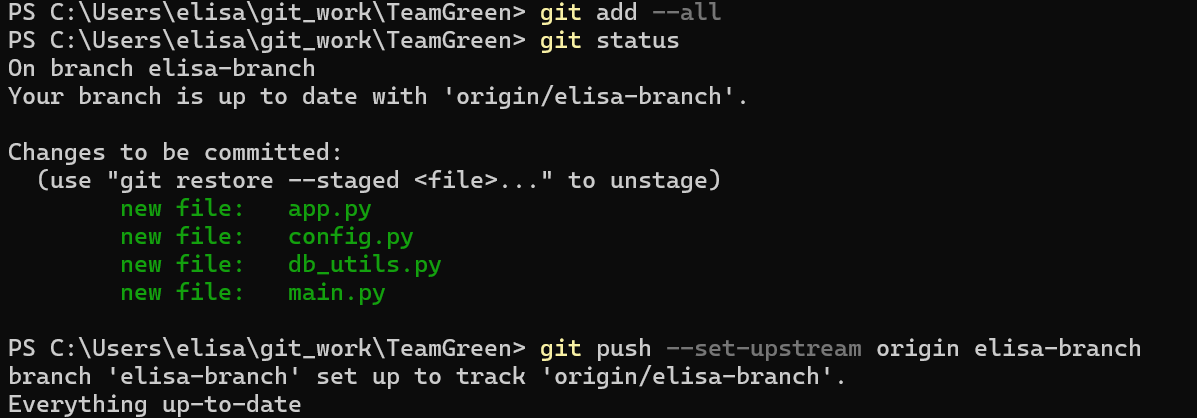 PS C:\Users\elisa\git_work\TeamGreen> git add --all
PS C:\Users\elisa\git_work\TeamGreen> git status
On branch elisa-branch
Your branch is up to date with 'origin/elisa-branch'.
Changes to be committed:
  (use "git restore --staged <file>..." to unstage)
        new file:   app.py
        new file:   config.py
        new file:   db_utils.py
        new file:   main.py
PS C:\Users\elisa\git_work\TeamGreen> git push --set-upstream origin elisa-branch
branch 'elisa-branch' set up to track 'origin/elisa-branch'.
Everything up-to-date